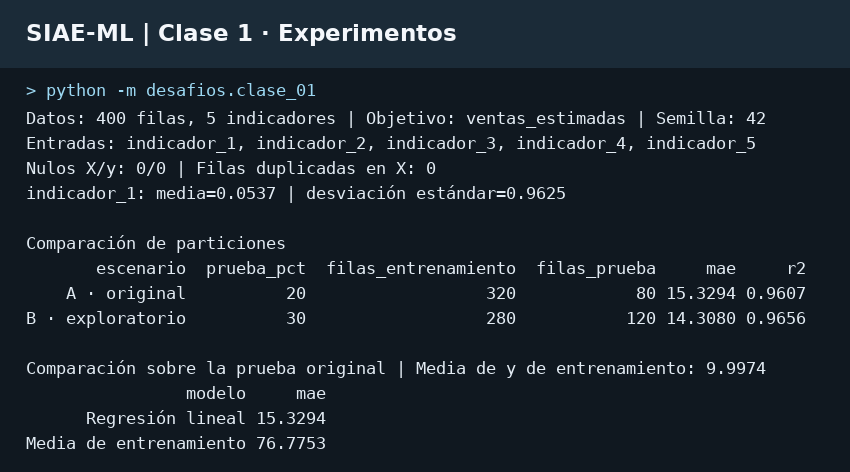 SIAE-ML | Clase 1 · Experimentos
> python -m desafios.clase_01
Datos: 400 filas, 5 indicadores | Objetivo: ventas_estimadas | Semilla: 42
Entradas: indicador_1, indicador_2, indicador_3, indicador_4, indicador_5
Nulos X/y: 0/0 | Filas duplicadas en X: 0
indicador_1: media=0.0537 | desviación estándar=0.9625
Comparación de particiones
escenario prueba_pct filas_entrenamiento filas_prueba mae r2
A · original 20 320 80 15.3294 0.9607
B · exploratorio 30 280 120 14.3080 0.9656
Comparación sobre la prueba original | Media de y de entrenamiento: 9.9974
modelo mae
Regresión lineal 15.3294
Media de entrenamiento 76.7753